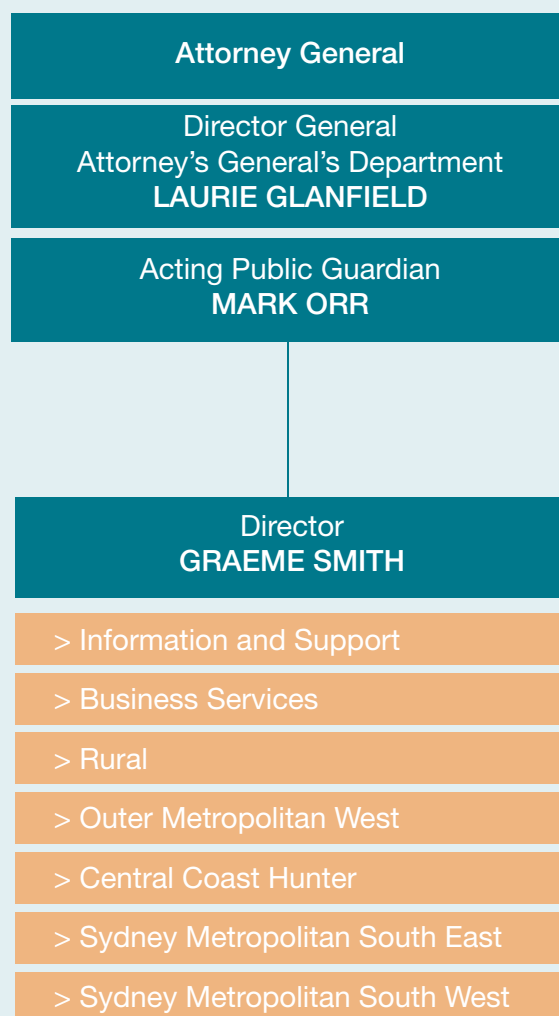 Attorney General
Director General
Attorney's General's Department
LAURIE GLANFIELD
Acting Public Guardian
MARK ORR
Director
GRAEME SMITH
> Information and Support
> Business Services
> Rural
> Outer Metropolitan West
> Central Coast Hunter
> Sydney Metropolitan South East
> Sydney Metropolitan South West